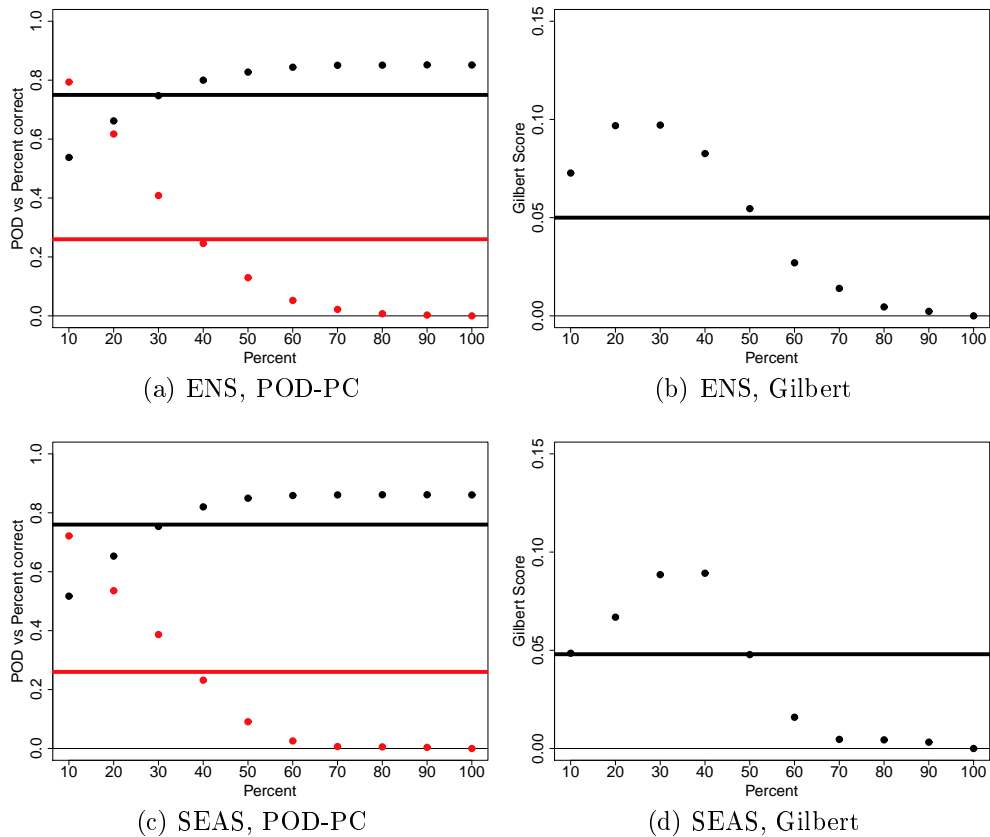 POD vs Percent correct
0.0 0.2 0.4 0.6 0.8 1.0
10 20 30 40 50 60 70 80 90 100
Percent
(a) ENS, POD-PC
Gilbert Score
0.00 0.05 0.10 0.15
10 20 30 40 50 60 70 80 90 100
Percent
(b) ENS, Gilbert
POD vs Percent correct
0.0 0.2 0.4 0.6 0.8 1.0
10 20 30 40 50 60 70 80 90 100
Percent
(c) SEAS, POD-PC
Gilbert Score
0.00 0.05 0.10 0.15
10 20 30 40 50 60 70 80 90 100
Percent
(d) SEAS, Gilbert